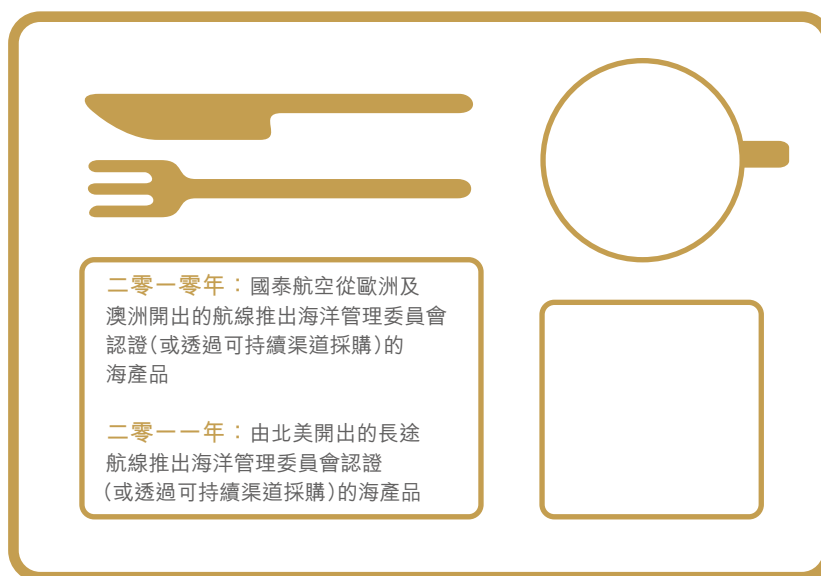 二零一零年：國泰航空從歐洲及
澳洲開出的航線推出海洋管理委員會
認證（或透過可持續渠道採購）的
海產品
二零一一年：由北美開出的長途
航線推出海洋管理委員會認證
（或透過可持續渠道採購）的海產品